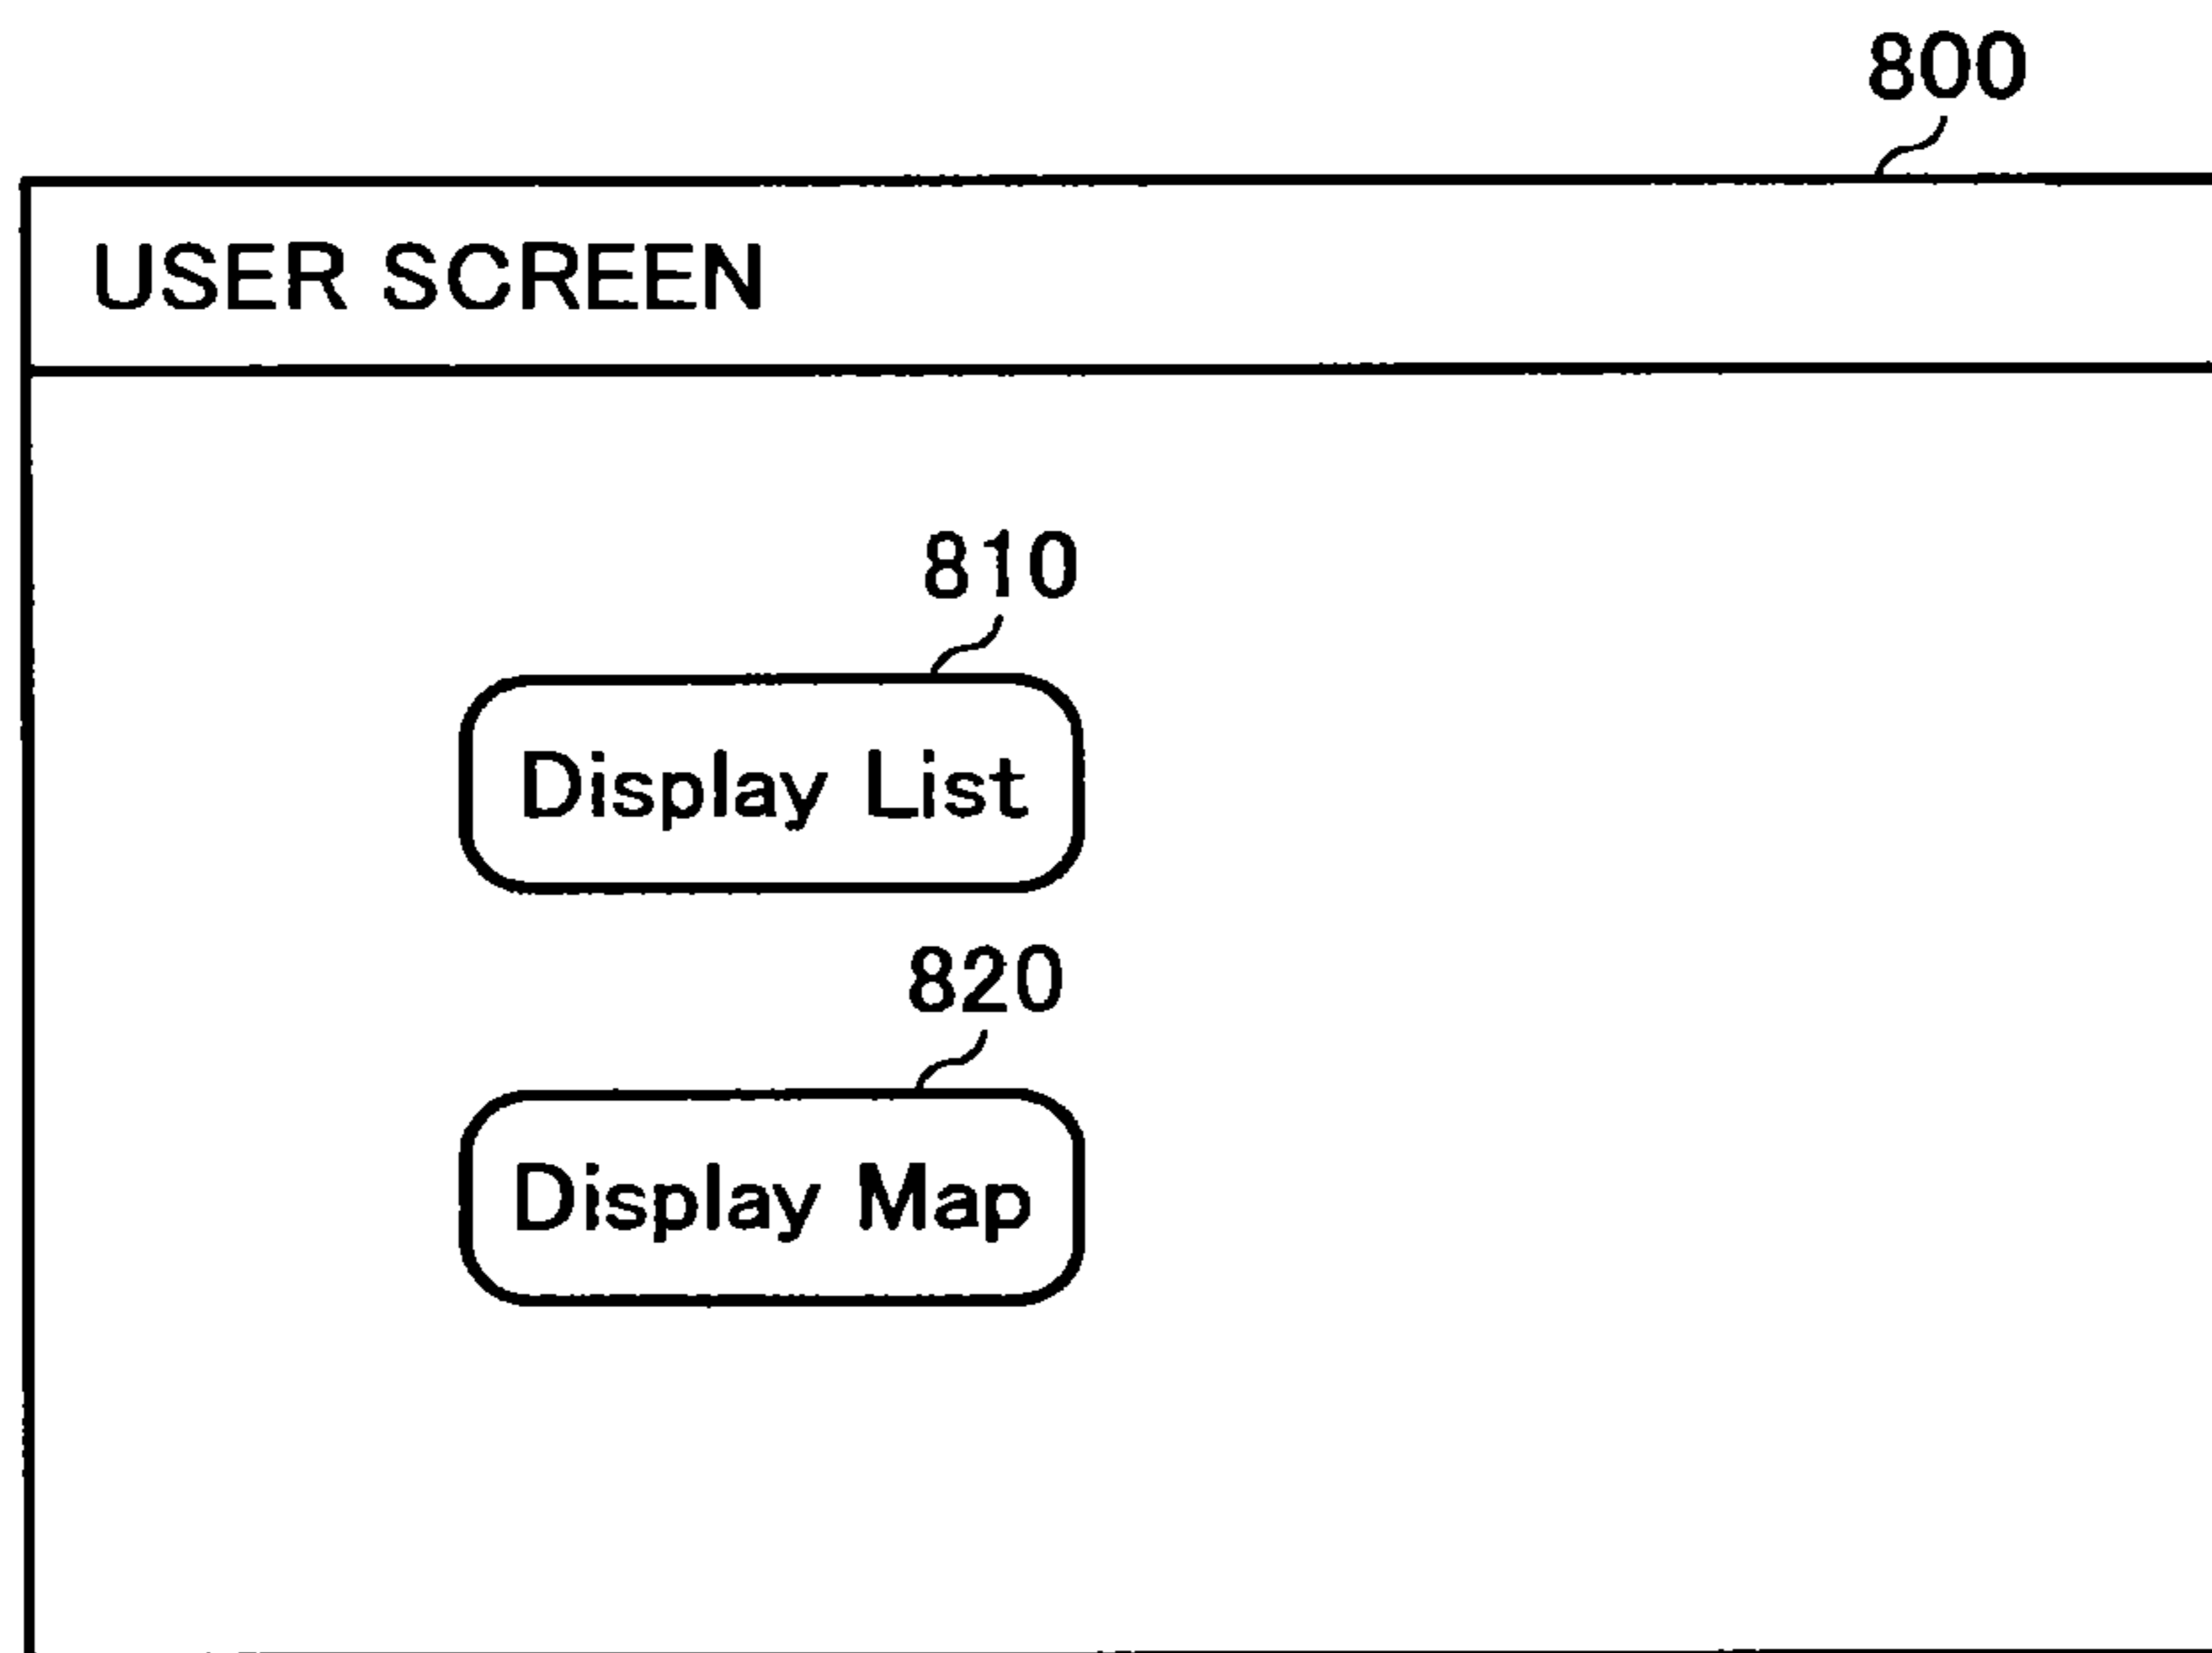 800
USER SCREEN
810
Display List
820
Display Map